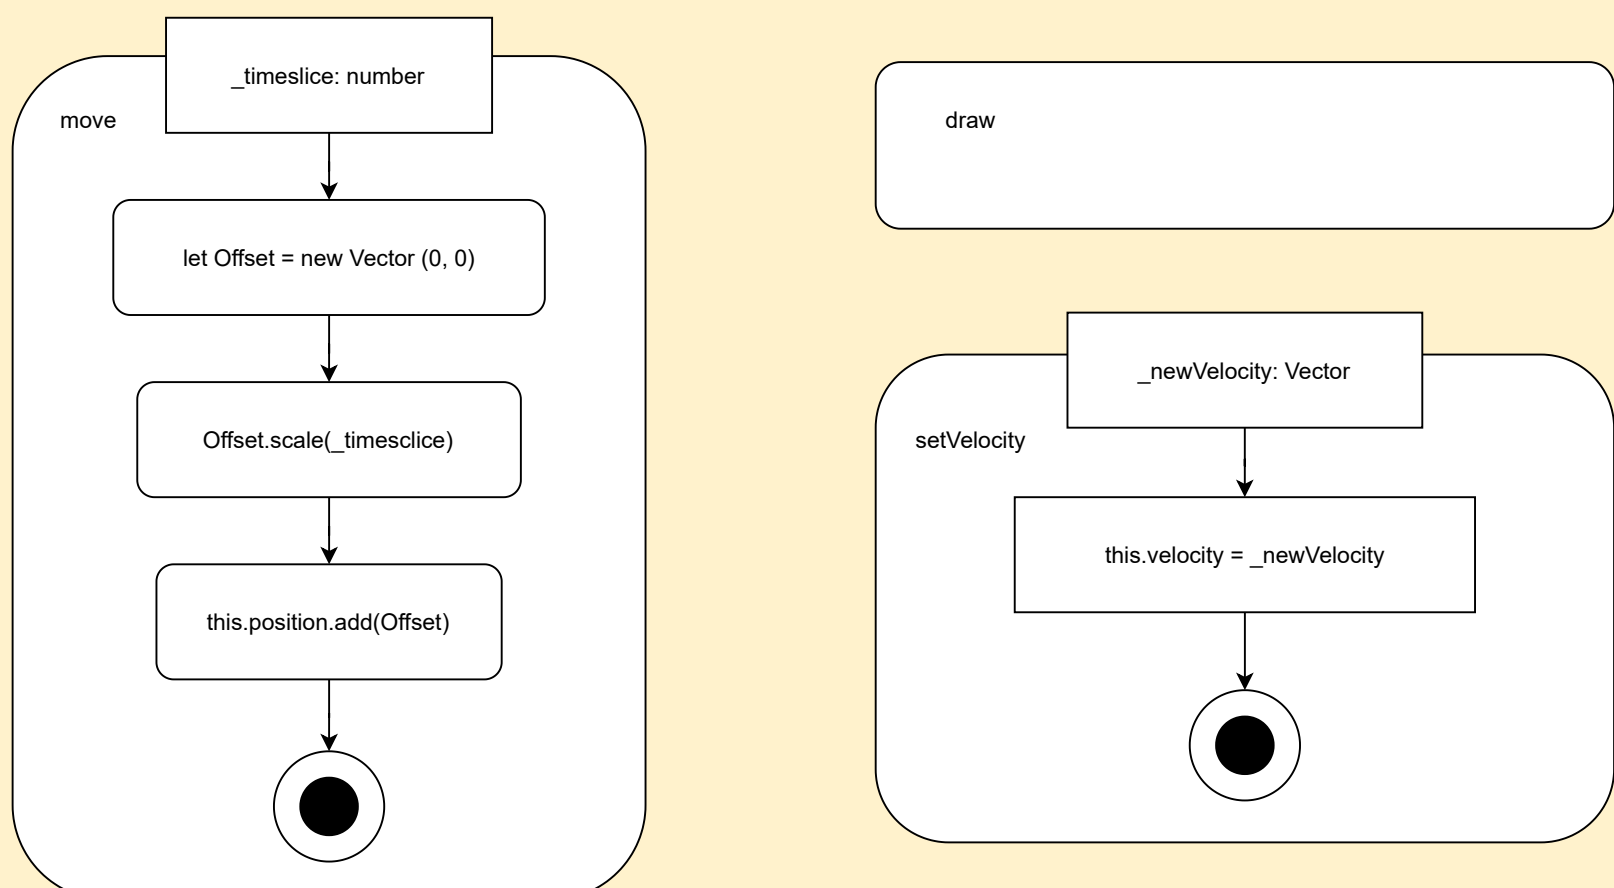 _timeslice: number
move
let Offset = new Vector (0, 0)
Offset.scale(_timesclice)
this.position.add(Offset)
draw
_newVelocity: Vector
setVelocity
this.velocity = _newVelocity